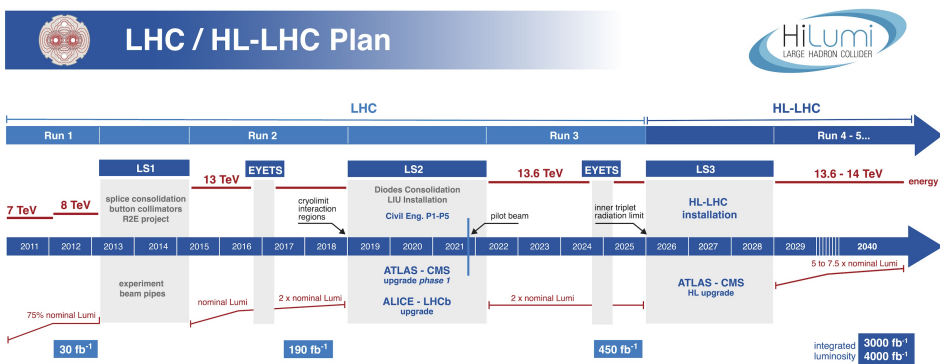 LHC / HL-LHC Plan
HiLumi
LARGE HADRON COLLIDER
LHC
HL-LHC
Run 1
Run 2
Run 3
Run 4 - 5...
LS1
EYETS
LS2
EYETS
LS3
13 TeV
13.6 TeV
13.6 - 14 TeV
energy
7 TeV
8 TeV
splice consolidation
button collimators
R2E project
cryolimit
interaction
regions
Diodes Consolidation
LIU Installation
Civil Eng. P1-P5
pilot beam
inner triplet
radiation limit
HL-LHC
installation
2011 2012 2013 2014 2015 2016 2017 2018 2019 2020 2021 2022 2023 2024 2025 2026 2027 2028 2029 2040
experiment
beam pipes
ATLAS - CMS
upgrade phase 1
ALICE - LHCb
upgrade
ATLAS - CMS
HL upgrade
5 to 7.5 x nominal Lumi
75% nominal Lumi
nominal Lumi
2 x nominal Lumi
2 x nominal Lumi
30 fb⁻¹
190 fb⁻¹
450 fb⁻¹
integrated
luminosity
3000 fb⁻¹
4000 fb⁻¹